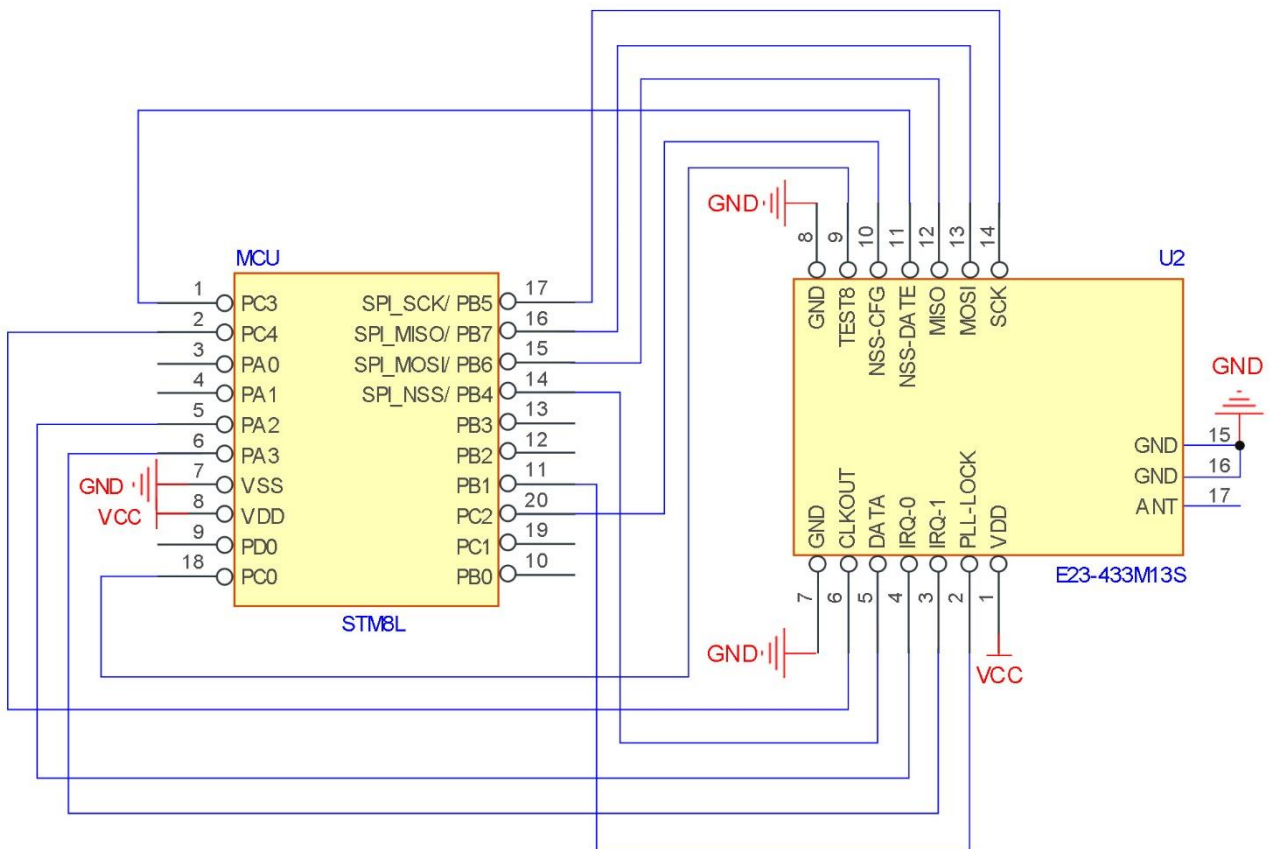 MCU
1 PC3
2 PC4
3 PA0
4 PA1
5 PA2
6 PA3
GND 7 VSS
VCC 8 VDD
9 PD0
18 PC0
SPI_SCK/ PB5 17
SPI_MISO/ PB7 16
SPI_MOSI/ PB6 15
SPI_NSS/ PB4 14
PB3 13
PB2 12
PB1 11
PC2 20
PC1 19
PB0 10
STM8L
U2
GND
8 GND
9 TEST8
10 NSS-CFG
11 NSS-DATE
12 MISO
13 MOSI
14 SCK
GND
GND 15
GND 16
ANT 17
7 GND
6 CLKOUT
5 DATA
4 IRQ-0
3 IRQ-1
2 PLL-LOCK
1 VDD
E23-433M13S
GND
VCC